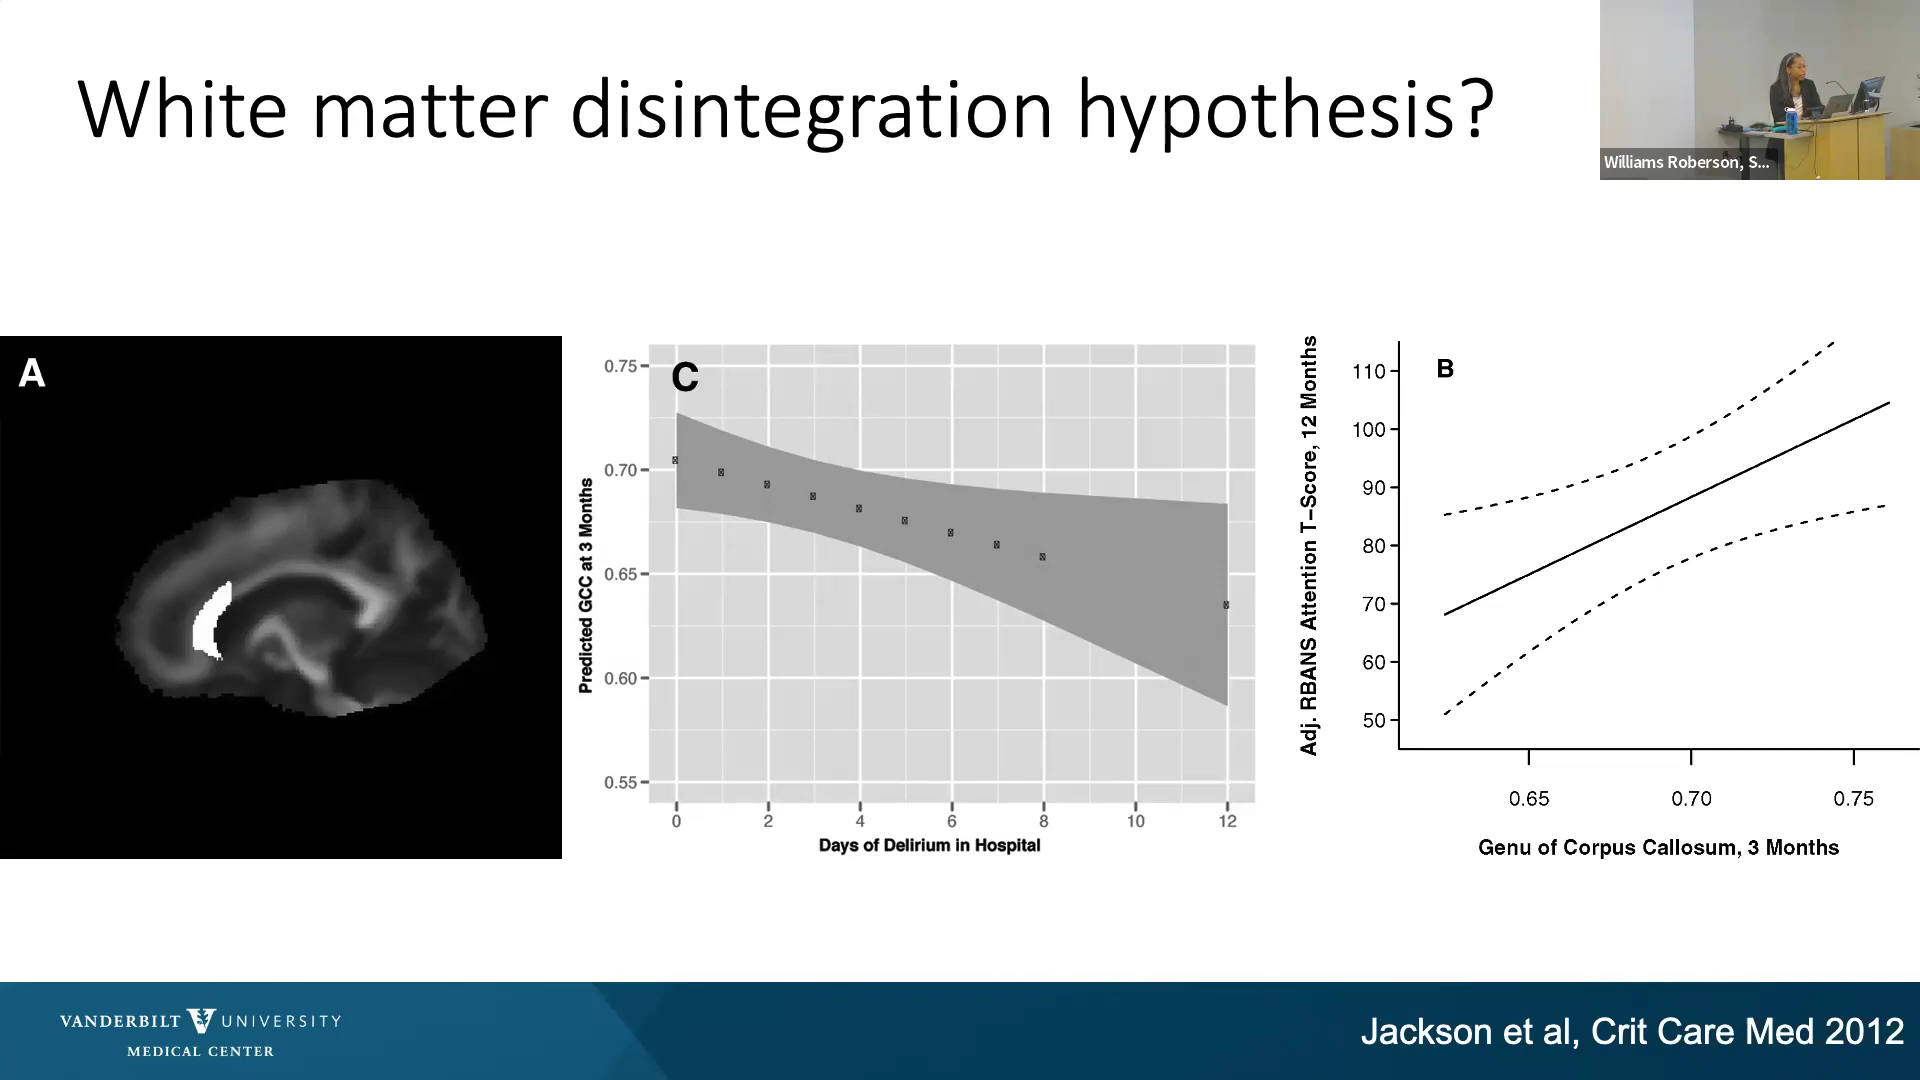 White matter disintegration hypothesis?
Williams Roberson, S...
A
C
0.75
0.70
0.65
0.60
0.55
Predicted GCC at 3 Months
0
2
4
6
8
10
12
Days of Delirium in Hospital
B
110
100
90
80
70
60
50
Adj. RBANS Attention T–Score, 12 Months
0.65
0.70
0.75
Genu of Corpus Callosum, 3 Months
VANDERBILT V UNIVERSITY
MEDICAL CENTER
Jackson et al, Crit Care Med 2012